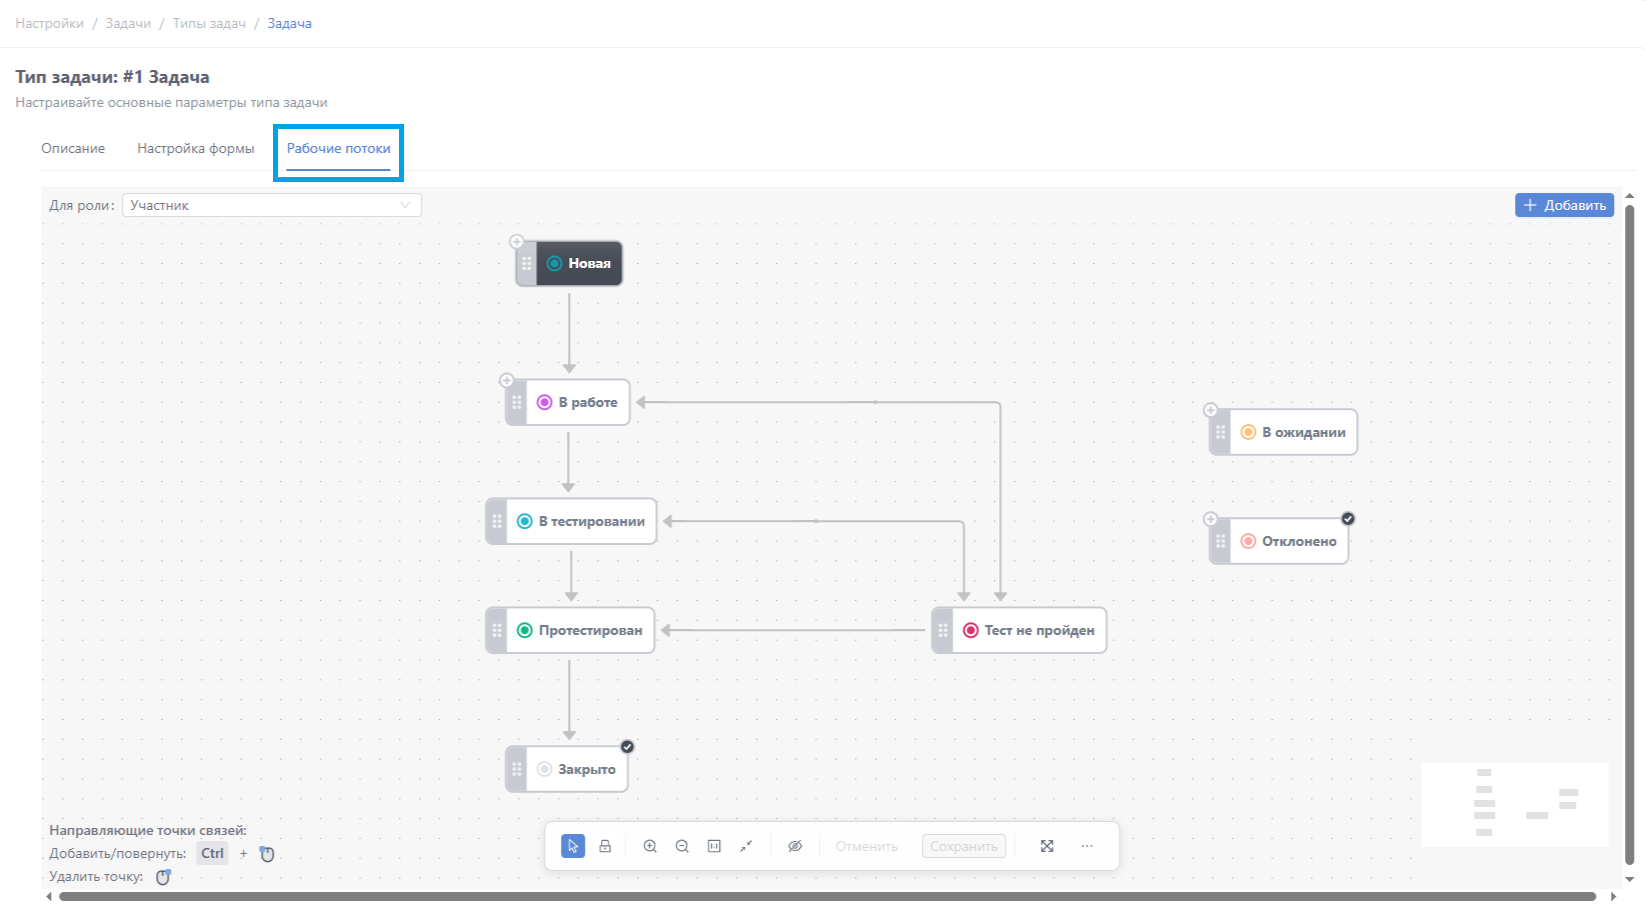 Настройки / Задачи / Типы задач / Задача
Тип задачи: #1 Задача
Настраивайте основные параметры типа задачи
Описание Настройка формы Рабочие потоки
Для роли: Участник
+ Добавить
Новая
В работе
В ожидании
В тестировании
Отклонено
Протестирован
Тест не пройден
Закрыто
Направляющие точки связей:
Добавить/повернуть: Ctrl +
Удалить точку:
Отменить Сохранить